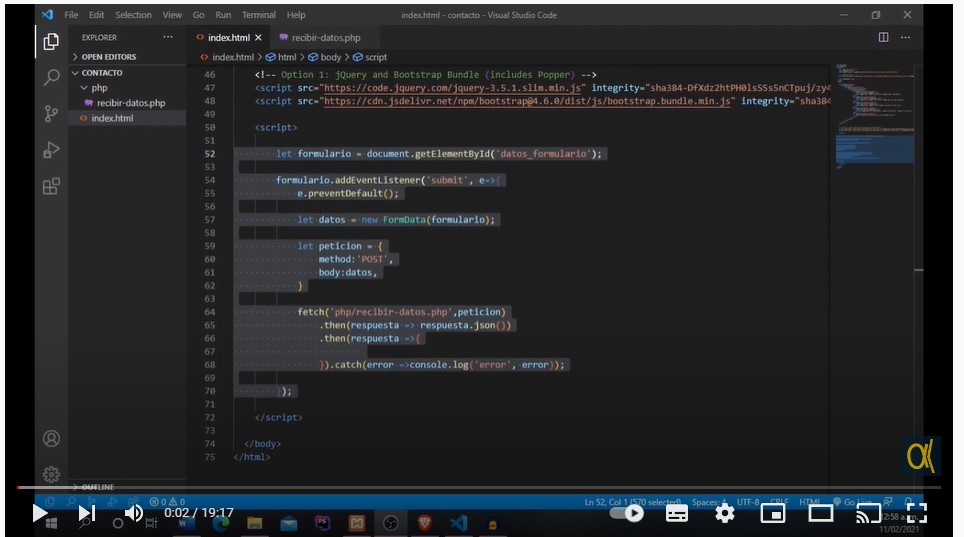 File Edit Selection View Go Run Terminal Help index.html - contacto - Visual Studio Code
EXPLORER
OPEN EDITORS
CONTACTO
php
recibir-datos.php
index.html
OUTLINE
index.html recibir-datos.php
index.html > html > body > script
46 <!-- Option 1: jQuery and Bootstrap Bundle (includes Popper) -->
47 <script src="https://code.jquery.com/jquery-3.5.1.slim.min.js" integrity="sha384-
48 <script src="https://cdn.jsdelivr.net/npm/bootstrap@4.6.0/dist/js/bootstrap.bundle.min.js" integrity="sha384
49
50 <script>
51
52 let formulario = document.getElementById('datos_formulario');
53
54 formulario.addEventListener('submit', e=>{
55 e.preventDefault();
56
57 let datos = new FormData(formulario);
58
59 let peticion = {
60 method:'POST',
61 body:datos,
62 }
63
64 fetch('php/recibir-datos.php',peticion)
65 .then(respuesta => respuesta.json())
66 .then(respuesta =>{
67
68 }).catch(error =>console.log('error', error));
69
70 });
71
72 </script>
73
74 </body>
75 </html>
0 0 Ln 52, Col 1 (570 selected) Spaces: 4 UTF-8 CRLF HTML Go Live
0:02 / 19:17
12:58 a.m.
11/02/2021